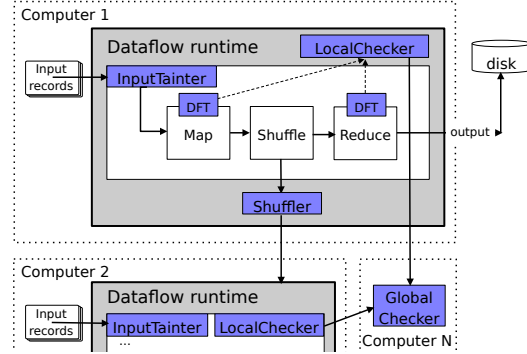 Computer 1
Dataflow runtime
LocalChecker
Input
records
InputTainter
disk
DFT
DFT
Map
Shuffle
Reduce
output
Shuffler
Computer 2
Dataflow runtime
Input
records
InputTainter
LocalChecker
...
Global
Checker
Computer N